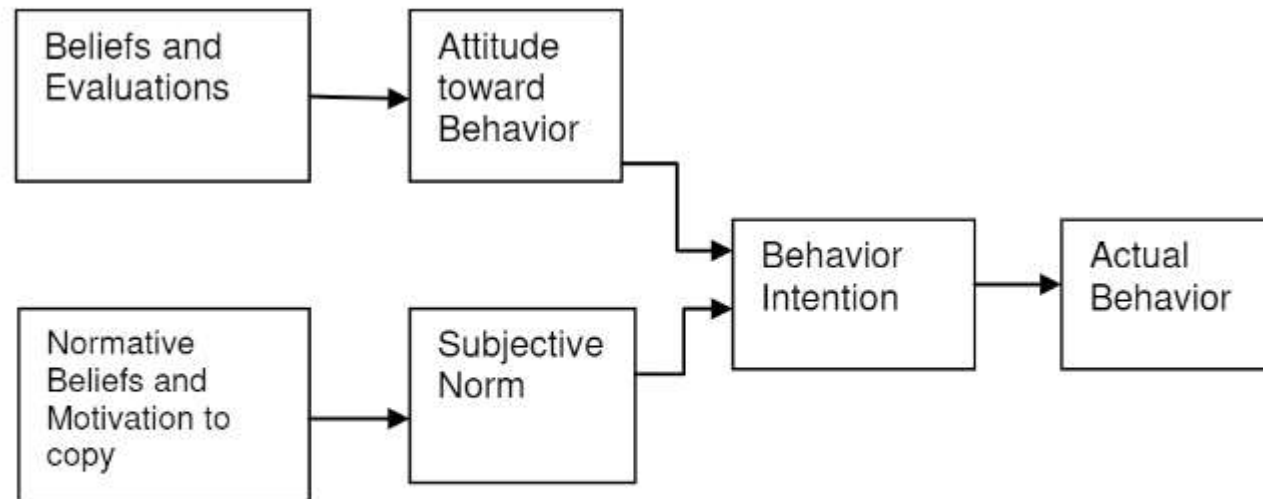 Beliefs and
Evaluations
Attitude
toward
Behavior
Normative
Beliefs and
Motivation to
copy
Subjective
Norm
Behavior
Intention
Actual
Behavior